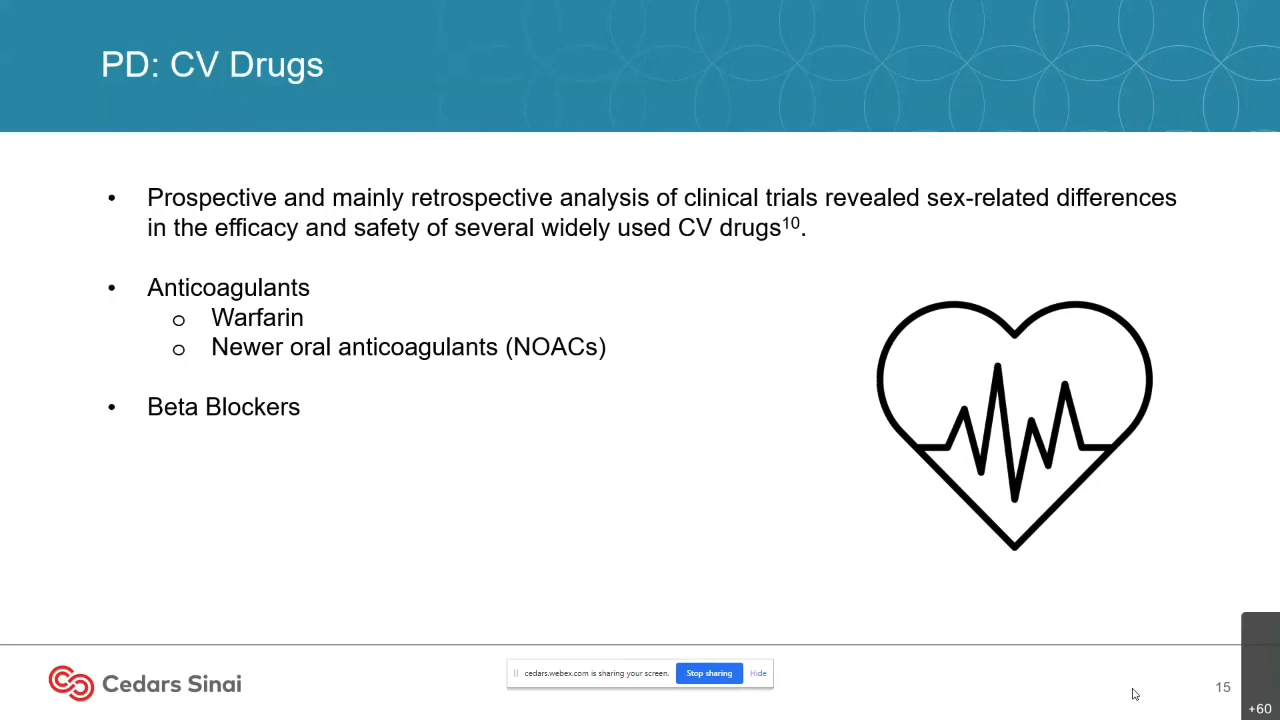 PD: CV Drugs
• Prospective and mainly retrospective analysis of clinical trials revealed sex-related differences
in the efficacy and safety of several widely used CV drugs¹⁰.
• Anticoagulants
o Warfarin
o Newer oral anticoagulants (NOACs)
• Beta Blockers
Cedars Sinai
cedars.webex.com is sharing your screen. Stop sharing Hide
15
+60